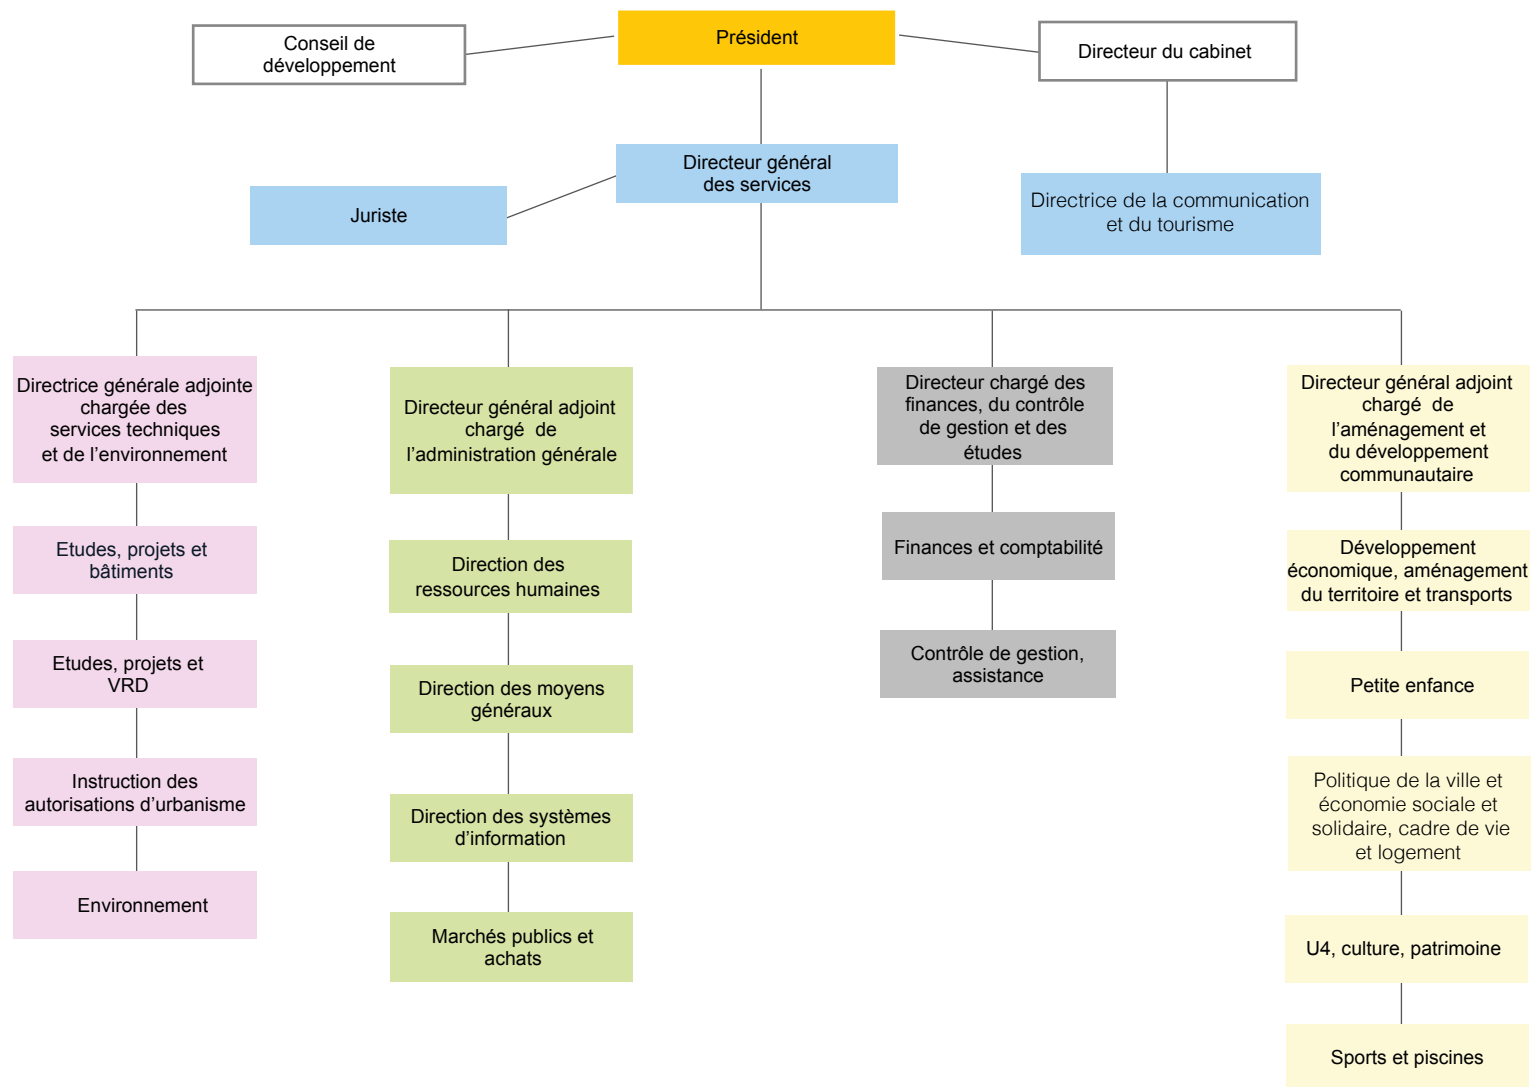 Conseil de
développement
Président
Directeur du cabinet
Directeur général
des services
Juriste
Directrice de la communication
et du tourisme
Directrice générale adjointe
chargée des
services techniques
et de l’environnement
Etudes, projets et
bâtiments
Etudes, projets et
VRD
Instruction des
autorisations d’urbanisme
Environnement
Directeur général adjoint
chargé de
l’administration générale
Direction des
ressources humaines
Direction des moyens
généraux
Direction des systèmes
d’information
Marchés publics et
achats
Directeur chargé des
finances, du contrôle
de gestion et des
études
Finances et comptabilité
Contrôle de gestion,
assistance
Directeur général adjoint
chargé de
l’aménagement et
du développement
communautaire
Développement
économique, aménagement
du territoire et transports
Petite enfance
Politique de la ville et
économie sociale et
solidaire, cadre de vie
et logement
U4, culture, patrimoine
Sports et piscines